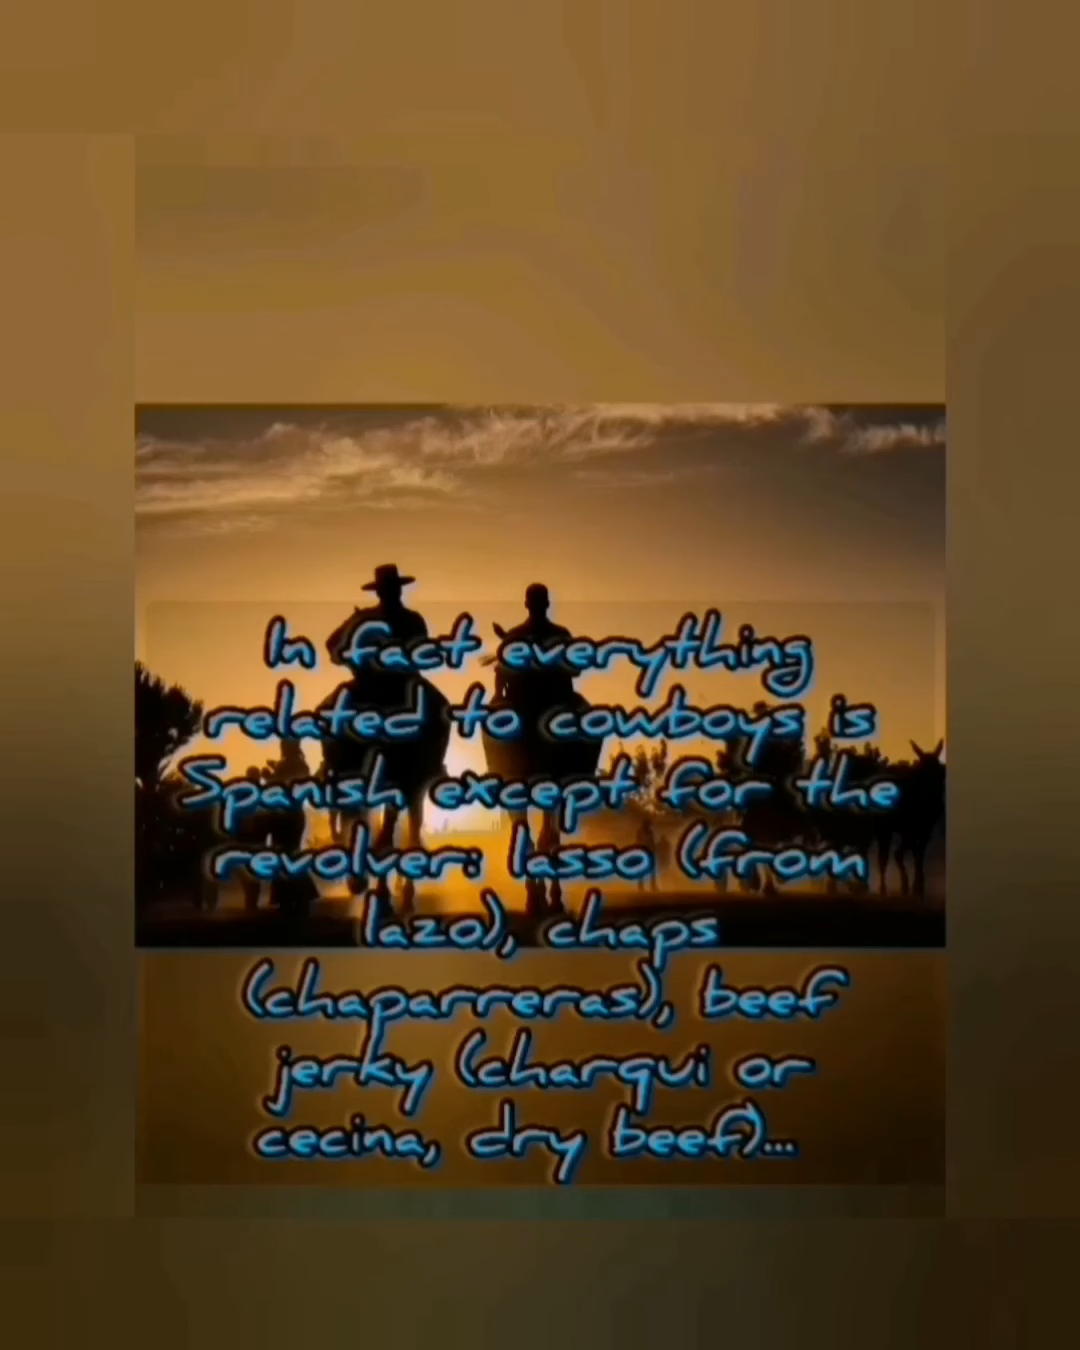 In fact everything
related to cowboys is
Spanish except for the
revolver: lasso (from
lazo), chaps
(chaparreras), beef
jerky (charqui or
cecina, dry beef)...